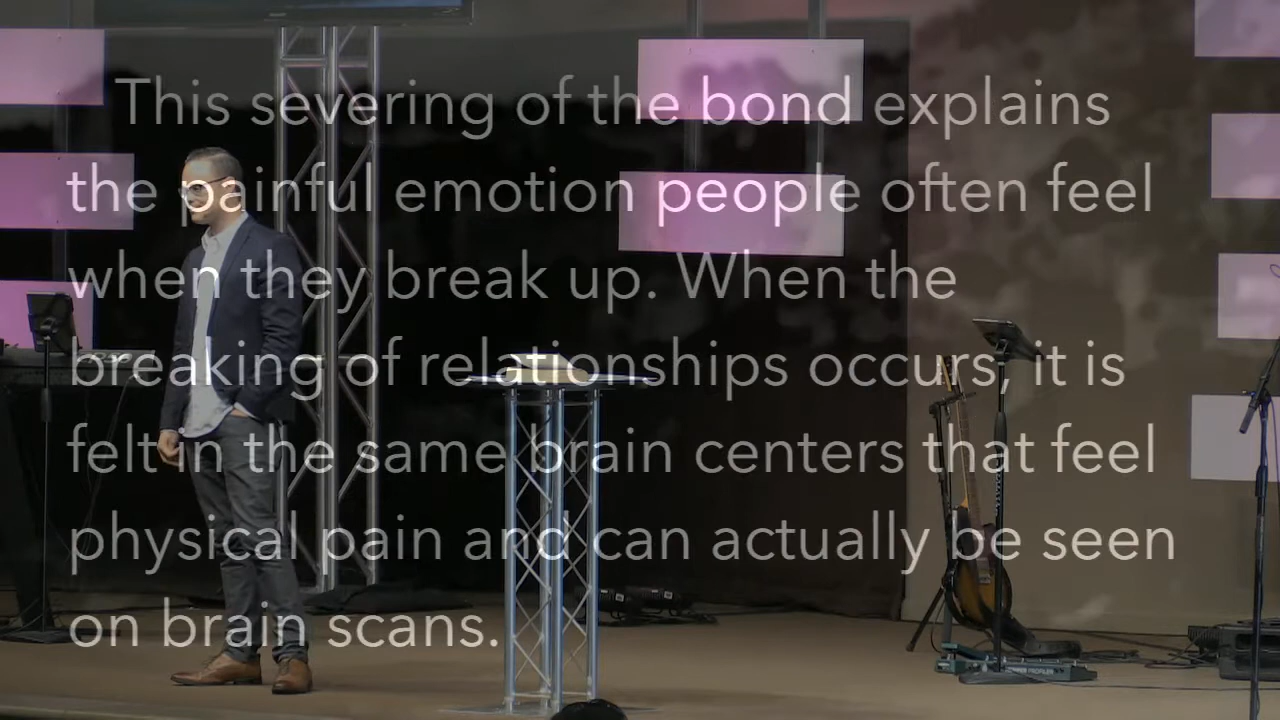 This severing of the bond explains
the painful emotion people often feel
when they break up. When the
breaking of relationships occurs, it is
felt in the same brain centers that feel
physical pain and can actually be seen
on brain scans.